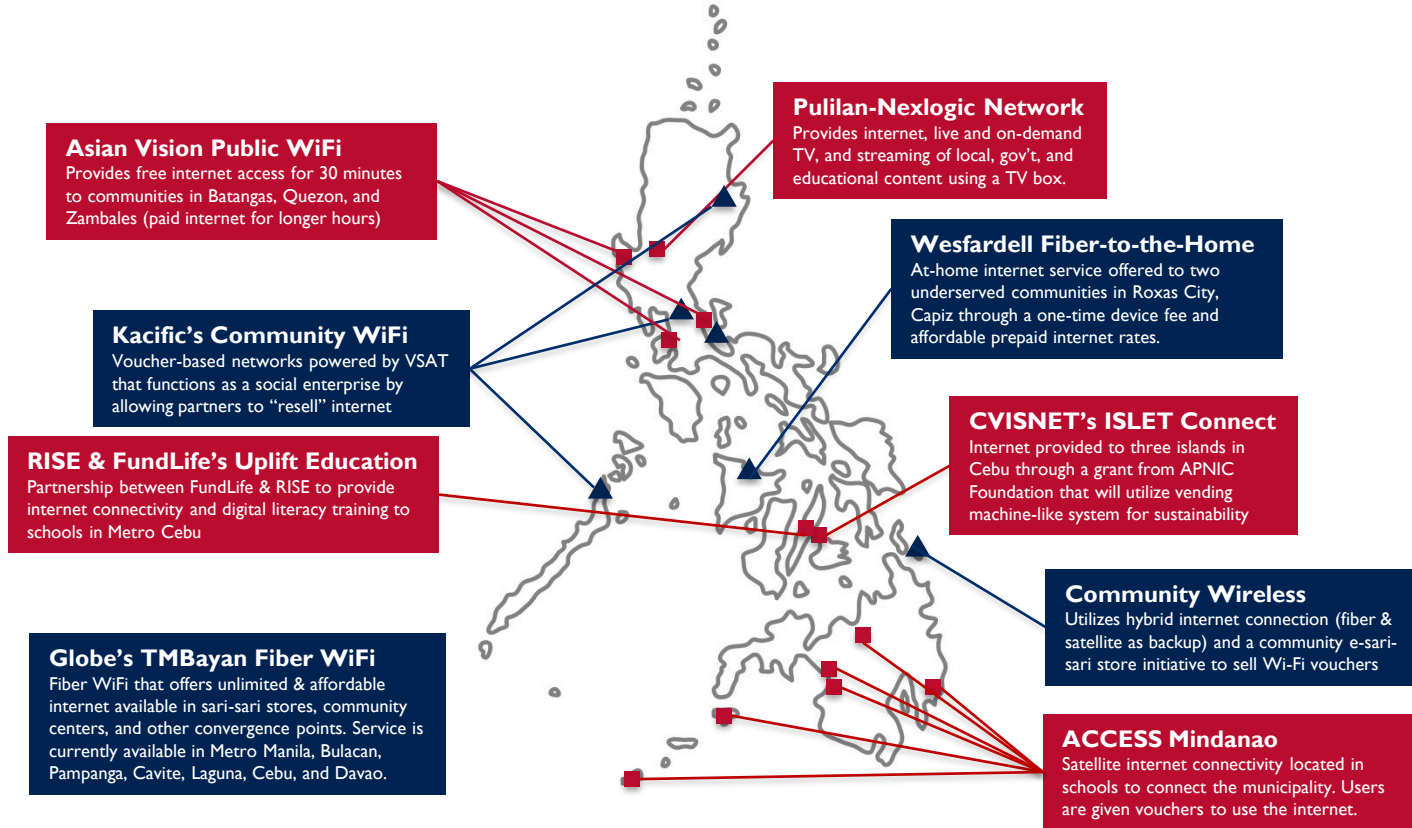 Asian Vision Public WiFi
Provides free internet access for 30 minutes
to communities in Batangas, Quezon, and
Zambales (paid internet for longer hours)
Pulilan-Nexlogic Network
Provides internet, live and on-demand
TV, and streaming of local, gov't, and
educational content using a TV box.
Wesfardell Fiber-to-the-Home
At-home internet service offered to two
underserved communities in Roxas City,
Capiz through a one-time device fee and
affordable prepaid internet rates.
Kacific's Community WiFi
Voucher-based networks powered by VSAT
that functions as a social enterprise by
allowing partners to “resell” internet
CVISNET's ISLET Connect
Internet provided to three islands in
Cebu through a grant from APNIC
Foundation that will utilize vending
machine-like system for sustainability
RISE & FundLife's Uplift Education
Partnership between FundLife & RISE to provide
internet connectivity and digital literacy training to
schools in Metro Cebu
Community Wireless
Utilizes hybrid internet connection (fiber &
satellite as backup) and a community e-sari-
sari store initiative to sell Wi-Fi vouchers
Globe's TMBayan Fiber WiFi
Fiber WiFi that offers unlimited & affordable
internet available in sari-sari stores, community
centers, and other convergence points. Service is
currently available in Metro Manila, Bulacan,
Pampanga, Cavite, Laguna, Cebu, and Davao.
ACCESS Mindanao
Satellite internet connectivity located in
schools to connect the municipality. Users
are given vouchers to use the internet.